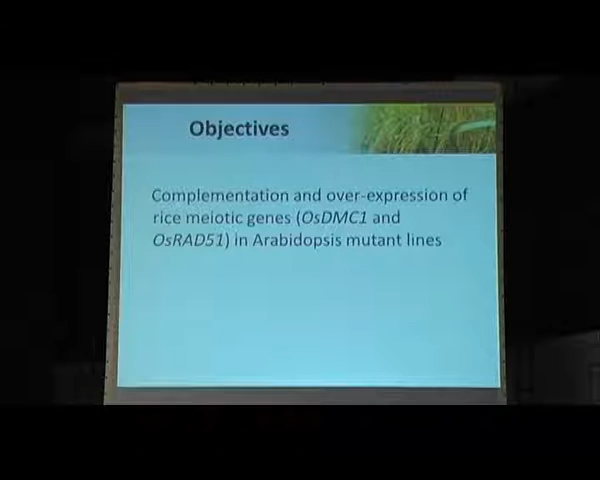 Objectives
Complementation and over-expression of
rice meiotic genes (OsDMC1 and
OsRAD51) in Arabidopsis mutant lines